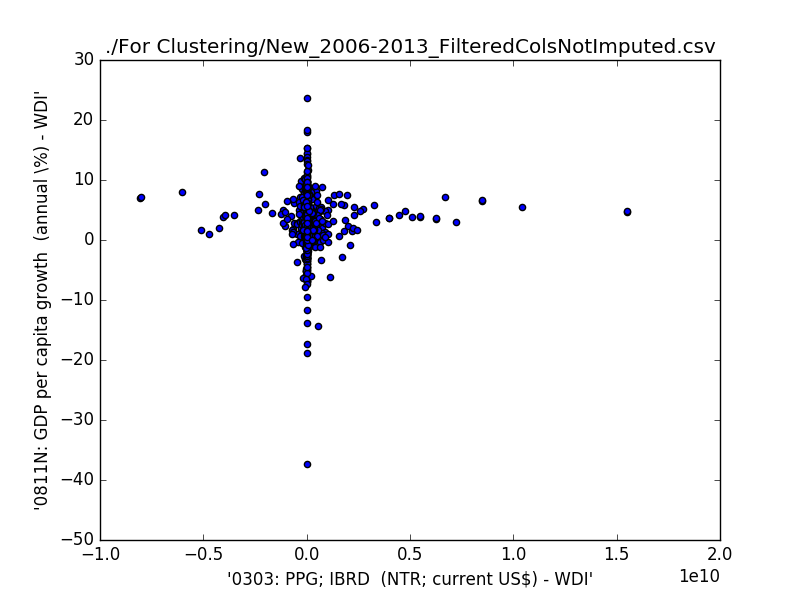 ./For Clustering/New_2006-2013_FilteredColsNotImputed.csv
30
20
10
0
−10
−20
−30
−40
−50
'0811N: GDP per capita growth  (annual \%) - WDI'
−1.0 −0.5 0.0 0.5 1.0 1.5 2.0
'0303: PPG; IBRD  (NTR; current US$) - WDI'
1e10